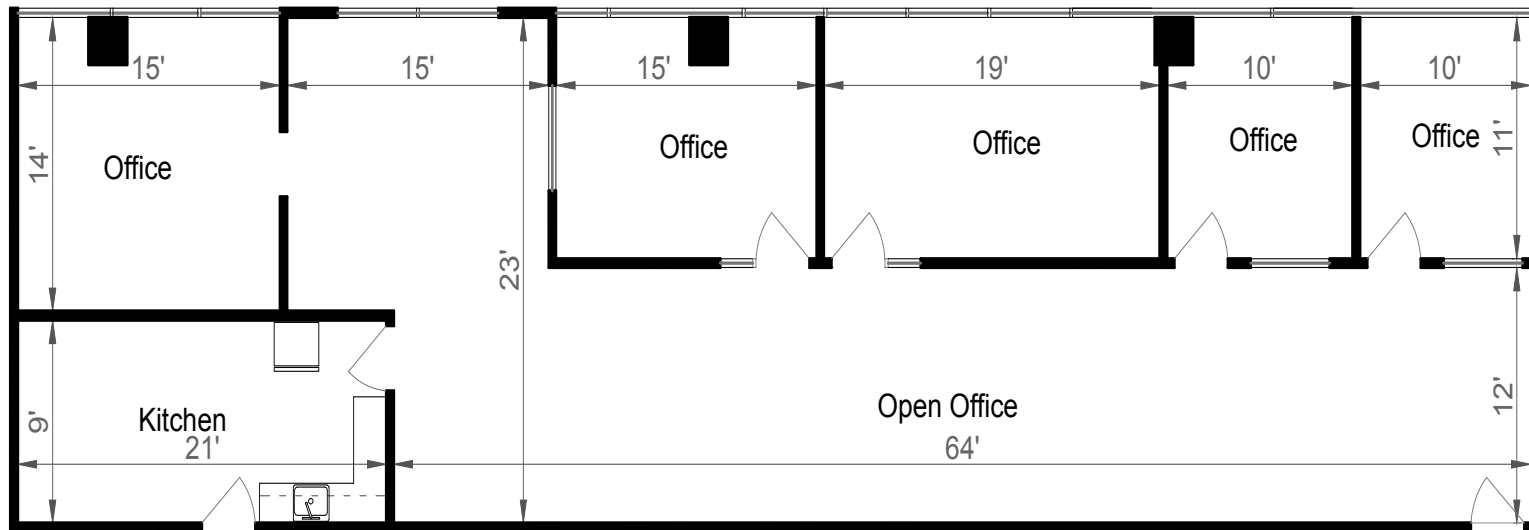 15'
15'
15'
19'
10'
10'
Office
14'
Office
Office
Office
Office
11'
23'
Kitchen
9'
21'
Open Office
64'
12'